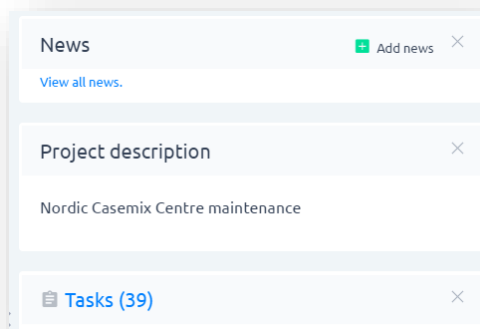 News
Add news
View all news.
Project description
Nordic Casemix Centre maintenance
Tasks (39)